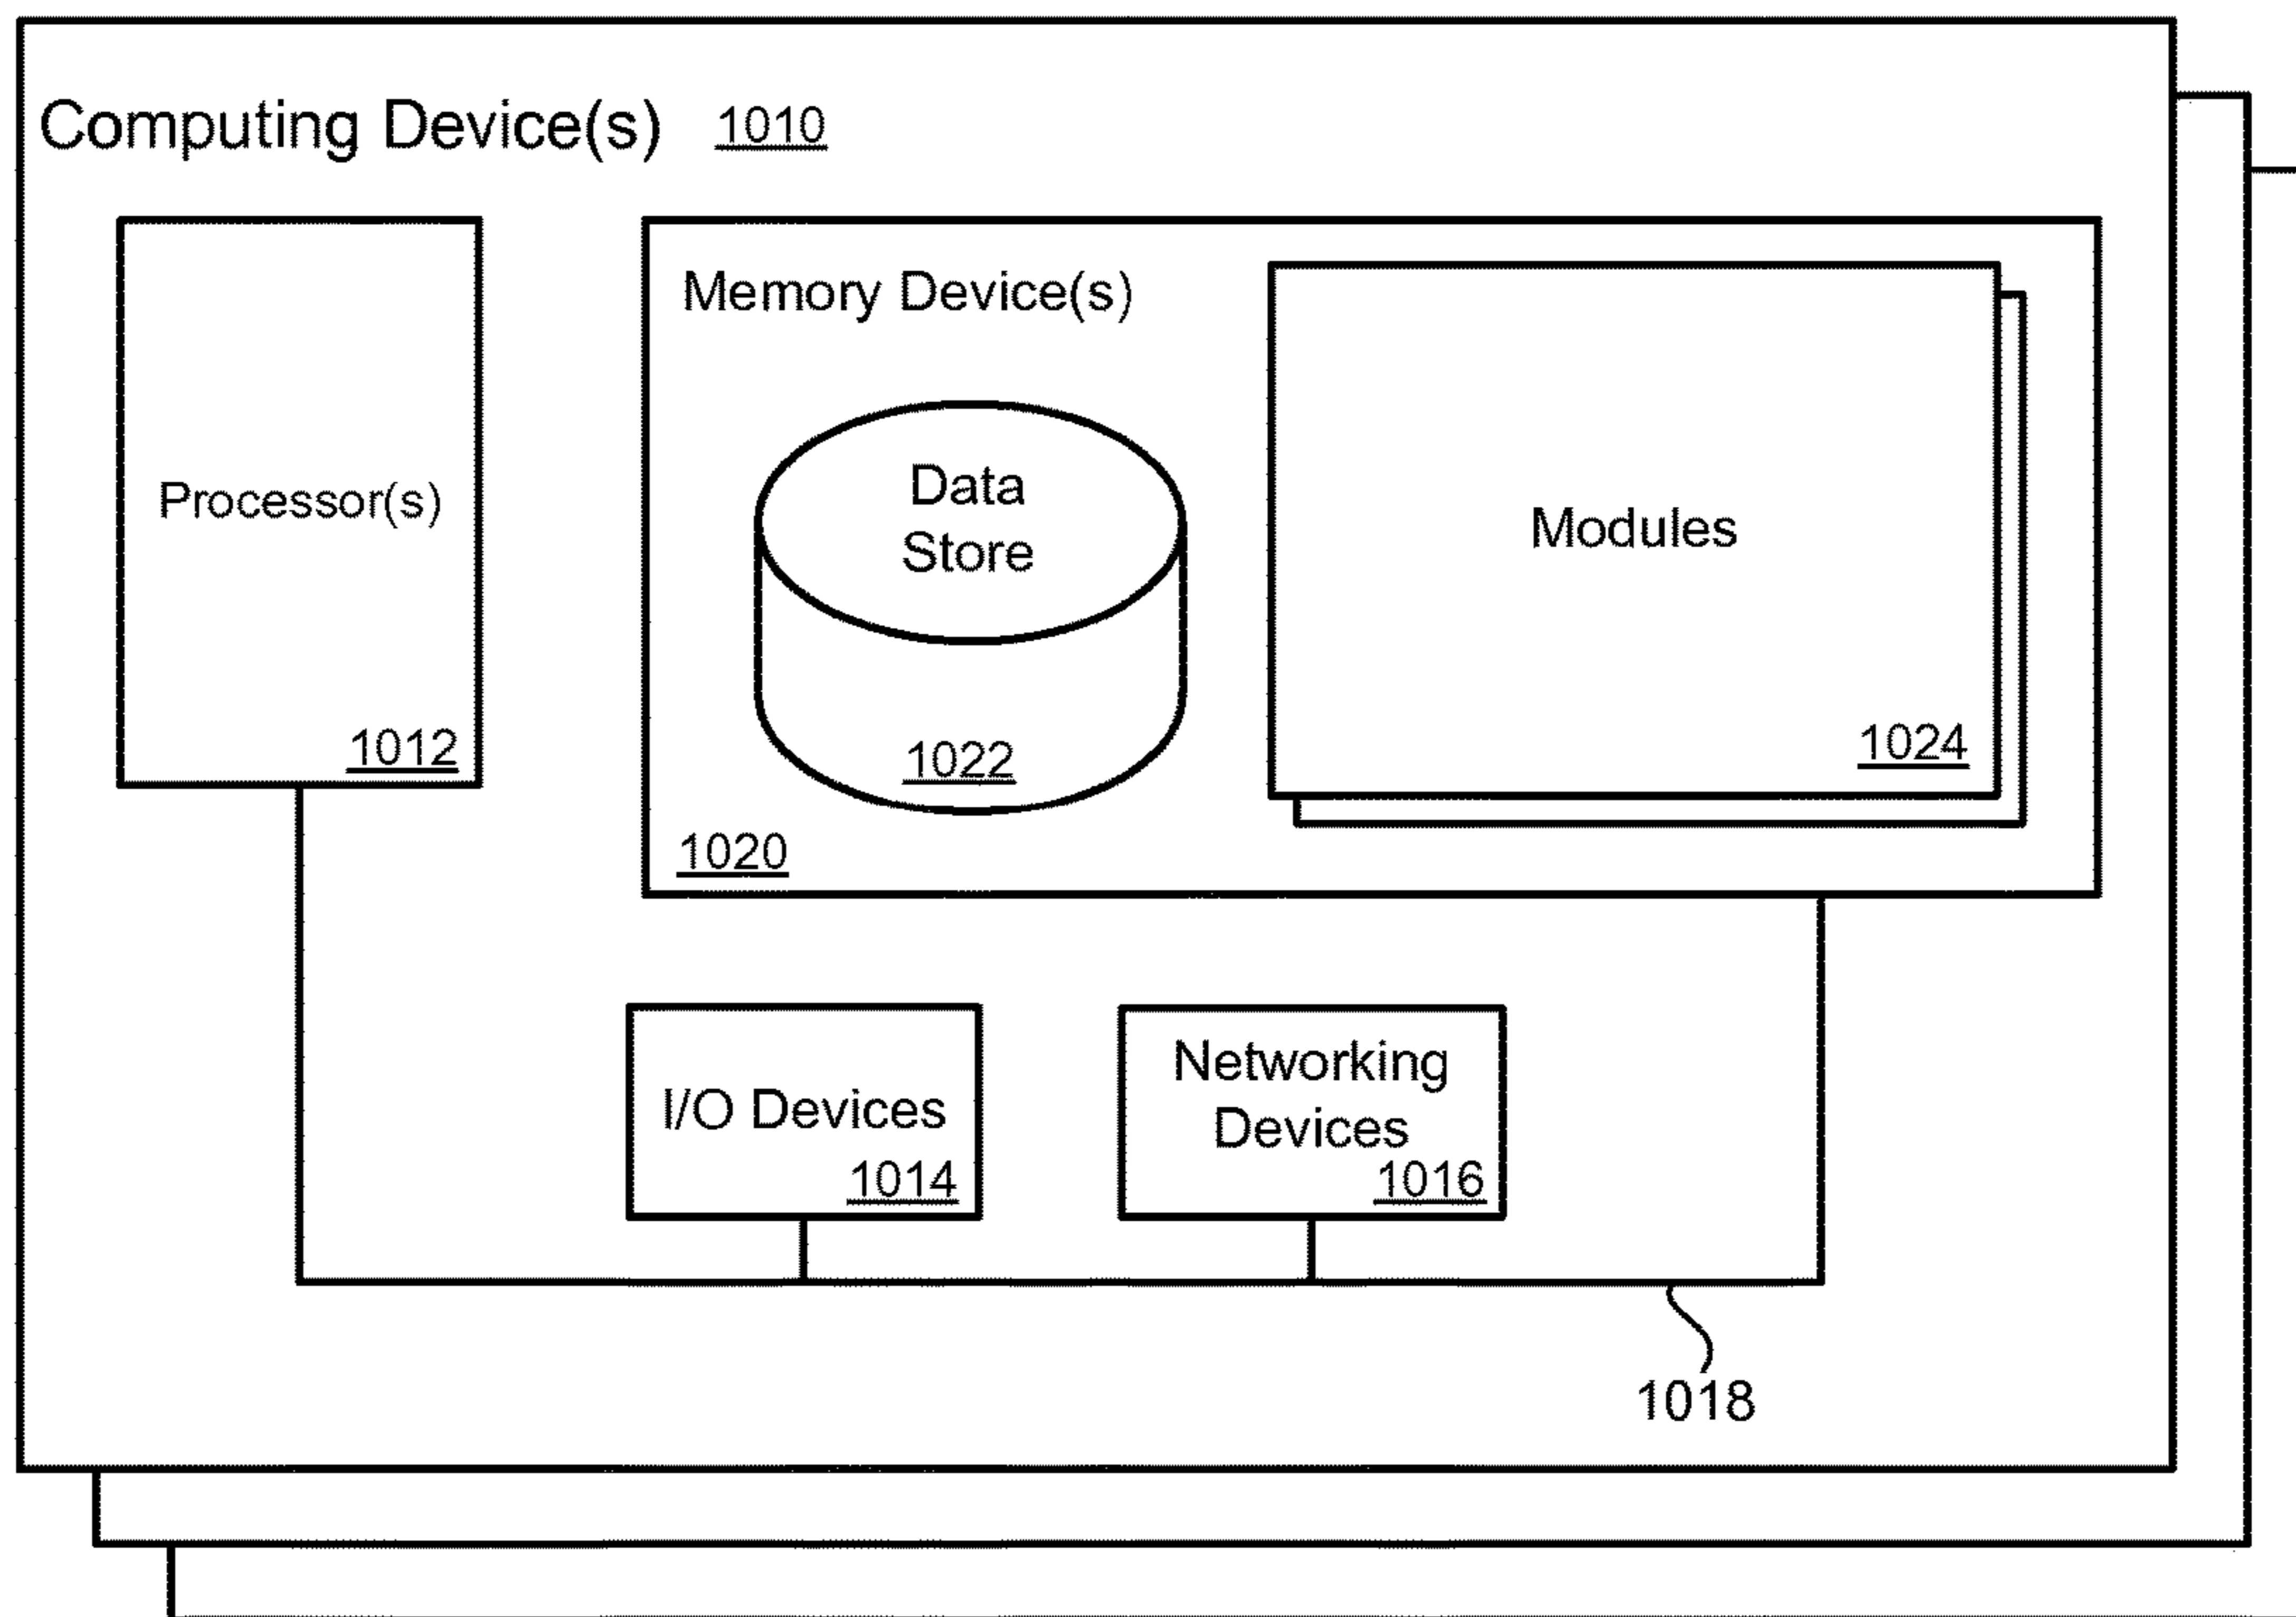 Computing Device(s) 1010
Processor(s)
1012
Memory Device(s)
Data
Store
1022
1020
Modules
1024
I/O Devices
1014
Networking
Devices
1016
1018